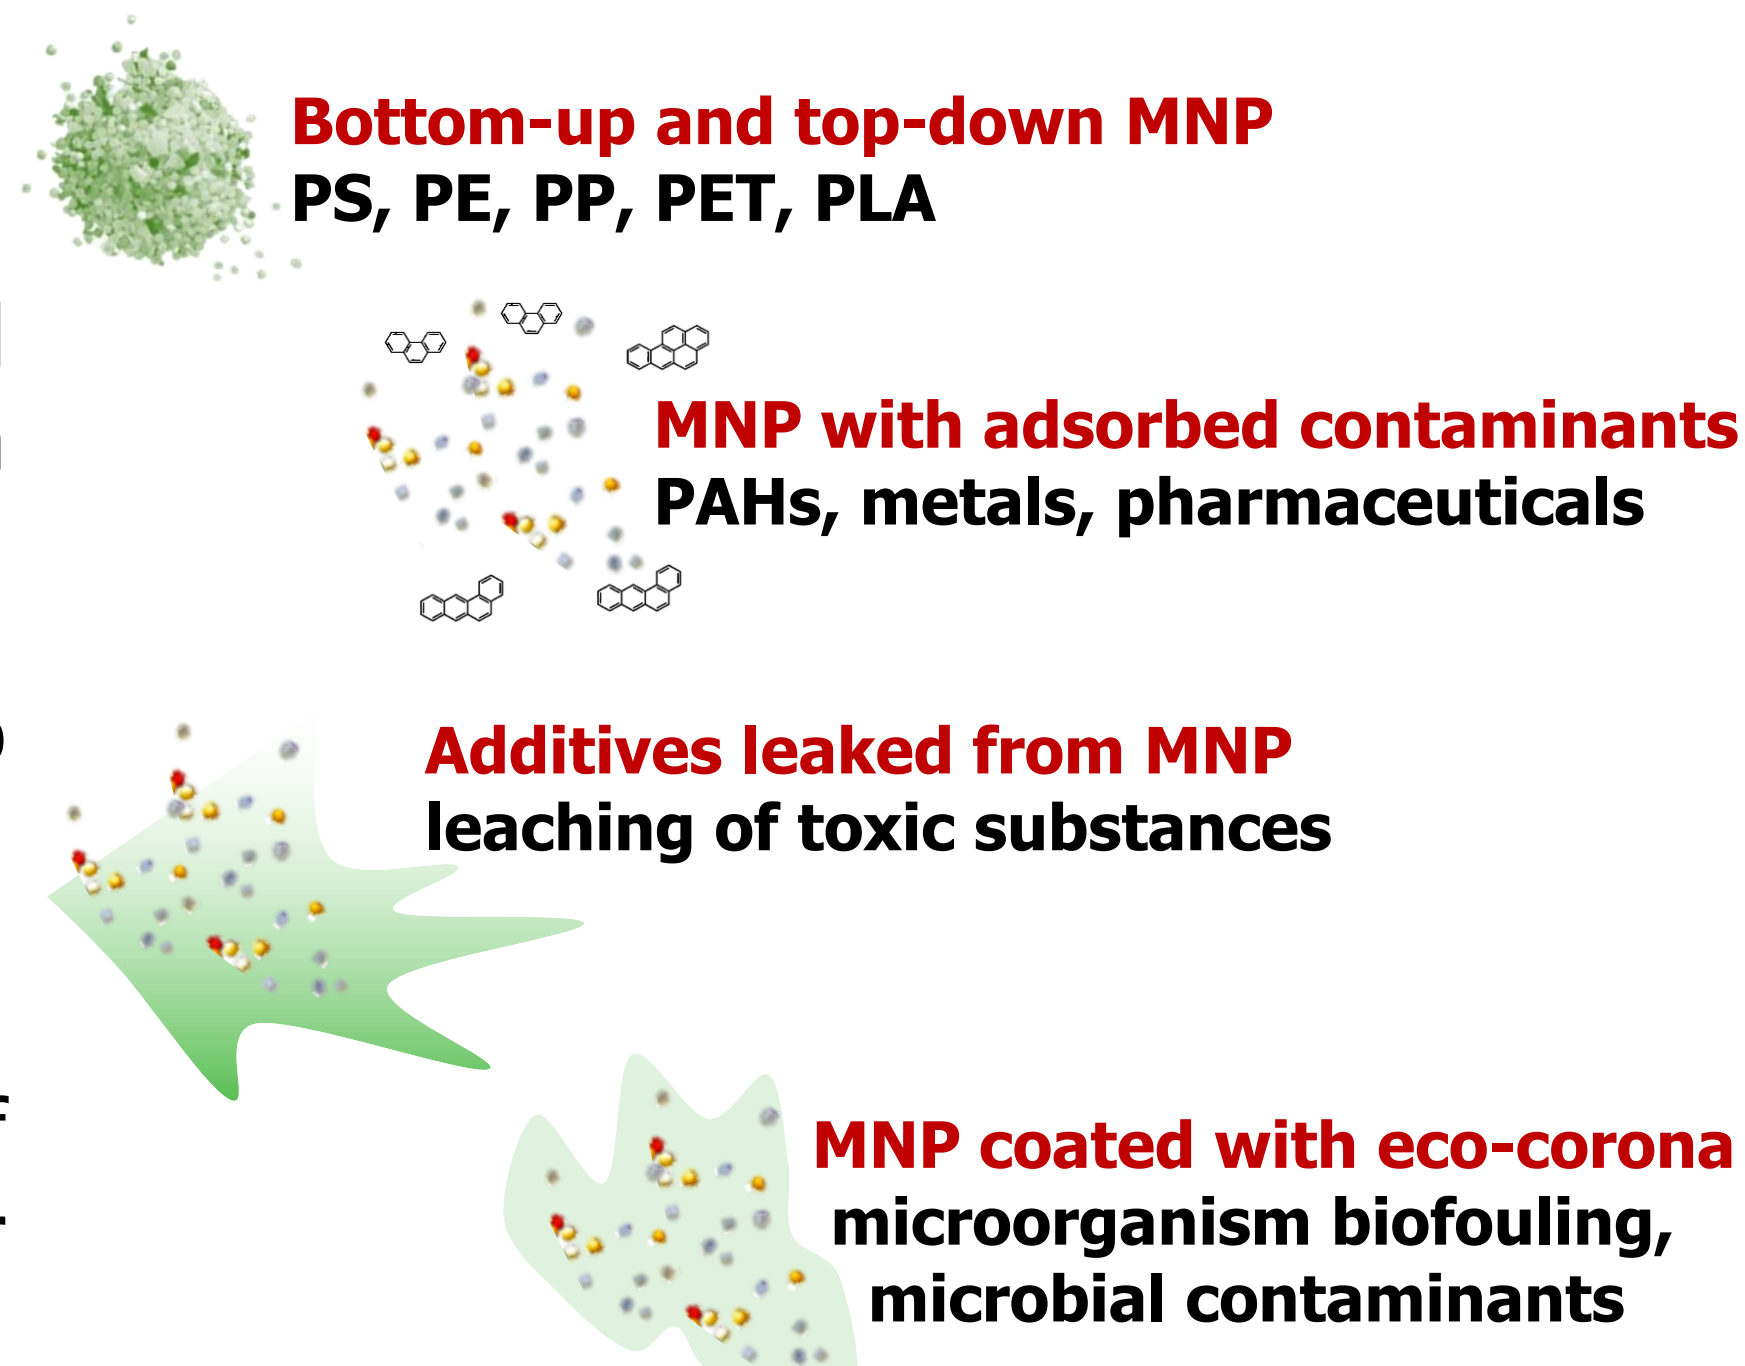 Bottom-up and top-down MNP
PS, PE, PP, PET, PLA
MNP with adsorbed contaminants
PAHs, metals, pharmaceuticals
Additives leaked from MNP
leaching of toxic substances
MNP coated with eco-corona
microorganism biofouling,
microbial contaminants